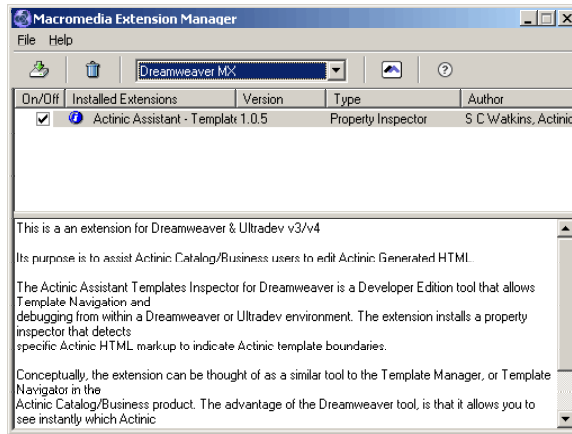 Macromedia Extension Manager
File Help
Dreamweaver MX
On/Off Installed Extensions Version Type Author
Actinic Assistant - Template 1.0.5 Property Inspector S C Watkins, Actinic
This is a an extension for Dreamweaver & Ultradev v3/v4
Its purpose is to assist Actinic Catalog/Business users to edit Actinic Generated HTML.
The Actinic Assistant Templates Inspector for Dreamweaver is a Developer Edition tool that allows
Template Navigation and
debugging from within a Dreamweaver or Ultradev environment. The extension installs a property
inspector that detects
specific Actinic HTML markup to indicate Actinic template boundaries.
Conceptually, the extension can be thought of as a similar tool to the Template Manager, or Template
Navigator in the
Actinic Catalog/Business product. The advantage of the Dreamweaver tool, is that it allows you to
see instantly which Actinic